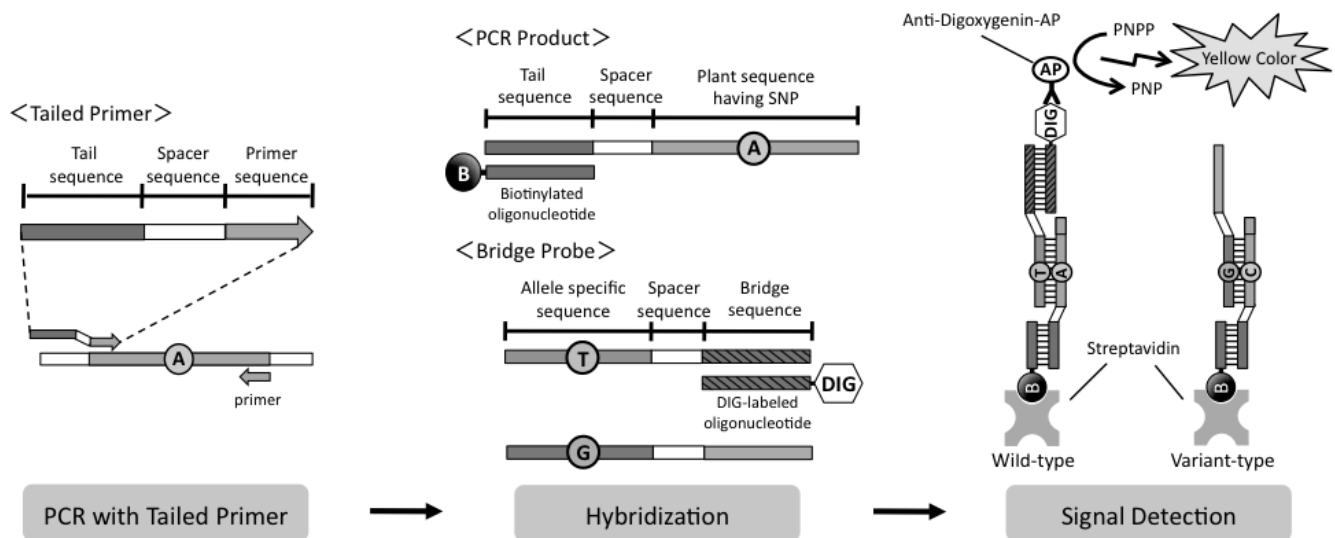 <Tailed Primer>
Tail
sequence
Spacer
sequence
Primer
sequence
A
primer
PCR with Tailed Primer
<PCR Product>
Tail
sequence
Spacer
sequence
Plant sequence
having SNP
A
B
Biotinylated
oligonucleotide
<Bridge Probe>
Allele specific
sequence
Spacer
sequence
Bridge
sequence
T
DIG
DIG-labeled
oligonucleotide
G
Hybridization
Anti-Digoxygenin-AP
AP
PNPP
PNP
Yellow Color
DIG
T
A
G
C
Streptavidin
B
B
Wild-type
Variant-type
Signal Detection